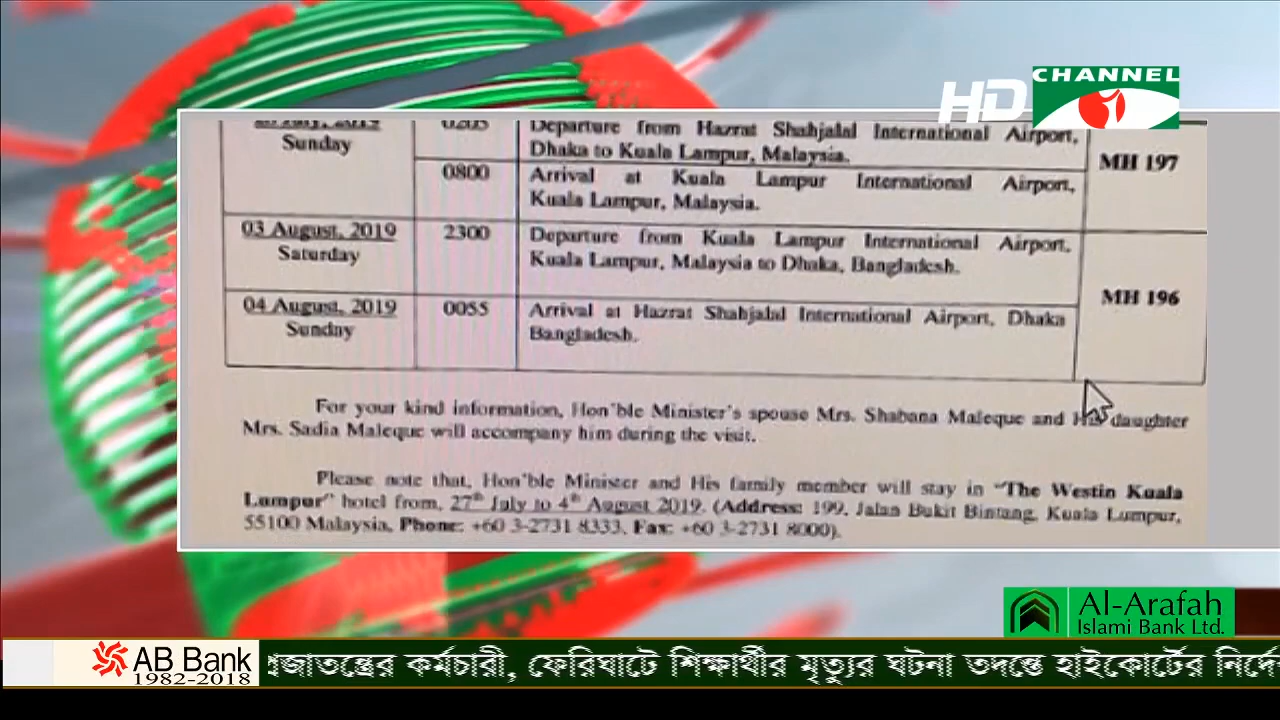 HD CHANNEL i
28 July, 2019
0205
Departure from Hazrat Shahjalal International Airport,
Sunday
Dhaka to Kuala Lampur, Malaysia.
MH 197
0800
Arrival at Kuala Lampur International Airport,
Kuala Lampur, Malaysia.
03 August, 2019
2300
Departure from Kuala Lampur International Airport,
Saturday
Kuala Lampur, Malaysia to Dhaka, Bangladesh.
MH 196
04 August, 2019
0055
Arrival at Hazrat Shahjalal International Airport, Dhaka
Sunday
Bangladesh.
For your kind information, Hon'ble Minister's spouse Mrs. Shabana Maleque and His daughter
Mrs. Sadia Maleque will accompany him during the visit.
Please note that, Hon'ble Minister and His family member will stay in "The Westin Kuala
Lumpur" hotel from, 27th July to 4th August 2019. (Address: 199, Jalan Bukit Bintang, Kuala Lumpur,
55100 Malaysia, Phone: +60 3-2731 8333, Fax: +60 3-2731 8000).
Al-Arafah
Islami Bank Ltd.
AB Bank
1982-2018
প্রজাতন্ত্রের কর্মচারী, ফেরিঘাটে শিক্ষার্থীর মৃত্যুর ঘটনা তদন্তে হাইকোর্টের নির্দে